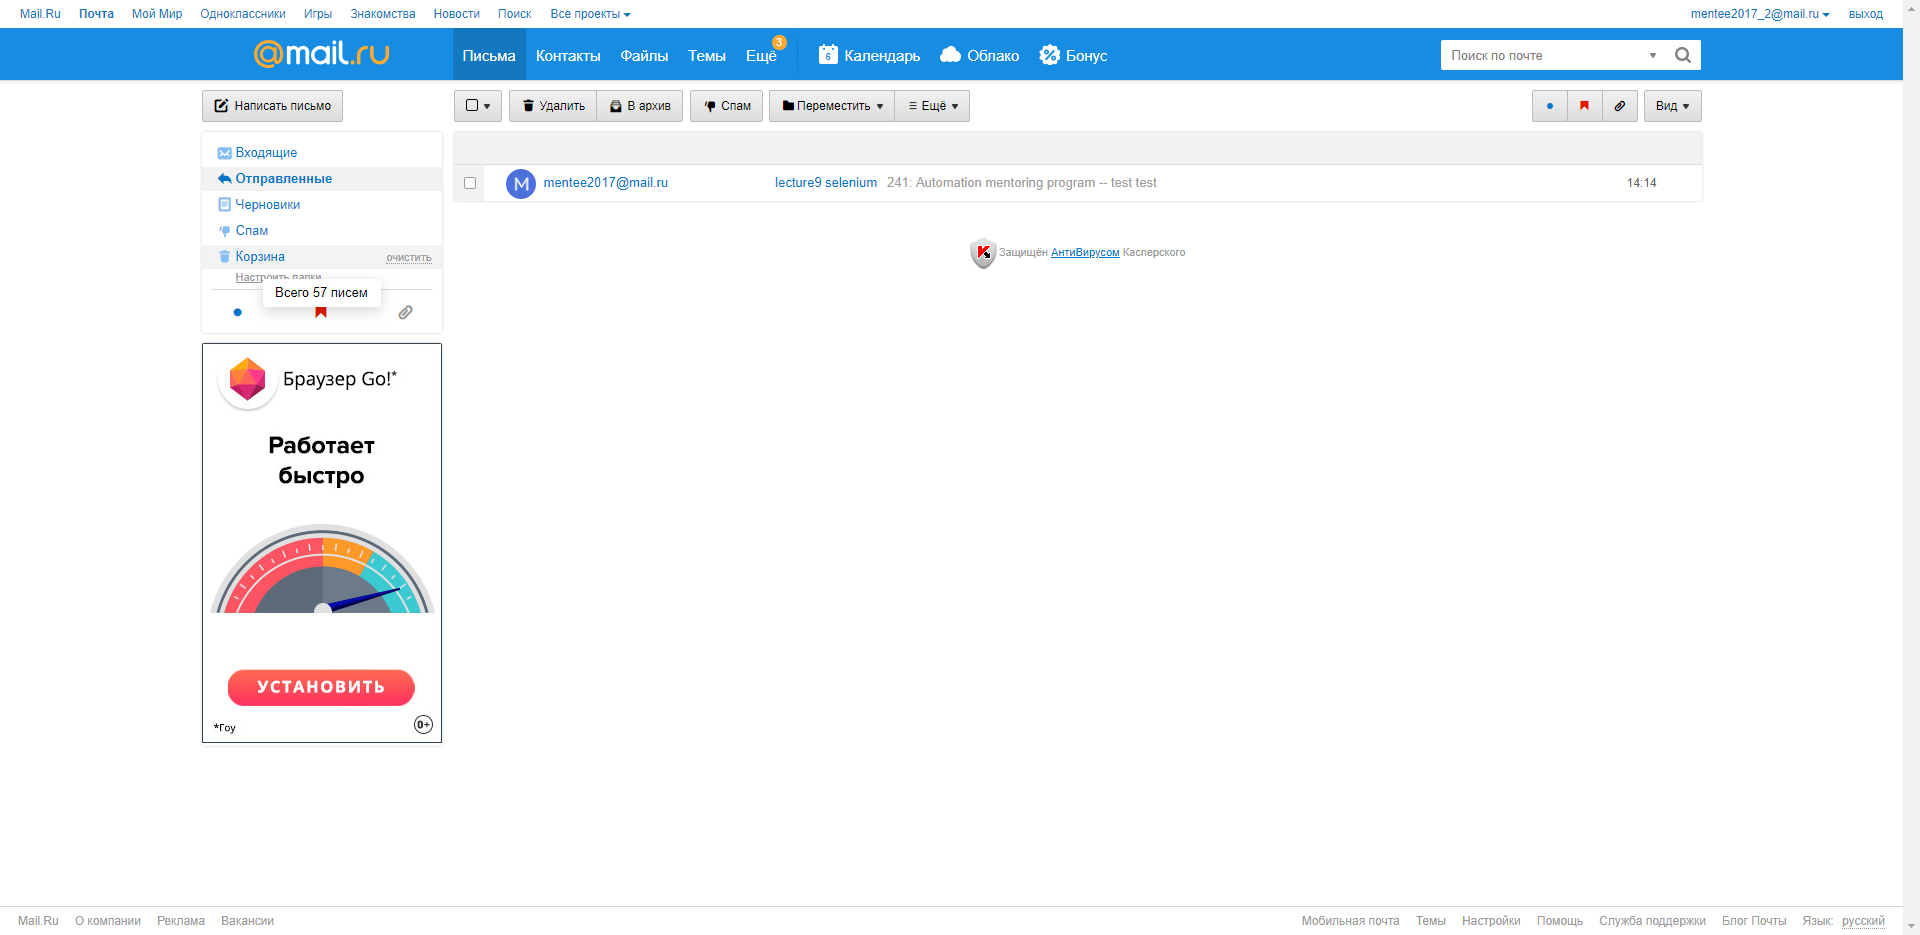 Mail.Ru Почта Мой Мир Одноклассники Игры Знакомства Новости Поиск Все проекты mentee2017_2@mail.ru выход
@mail.ru Письма Контакты Файлы Темы Ещё 3 6 Календарь Облако Бонус Поиск по почте
Написать письмо Удалить В архив Спам Переместить Ещё Вид
Входящие
Отправленные
Черновики
Спам
Корзина очистить
Настроить папки
Всего 57 писем
M mentee2017@mail.ru lecture9 selenium 241: Automation mentoring program -- test test 14:14
Защищён АнтиВирусом Касперского
Браузер Go!*
Работает
быстро
УСТАНОВИТЬ
*Гоу 0+
Mail.Ru О компании Реклама Вакансии Мобильная почта Темы Настройки Помощь Служба поддержки Блог Почты Язык: русский